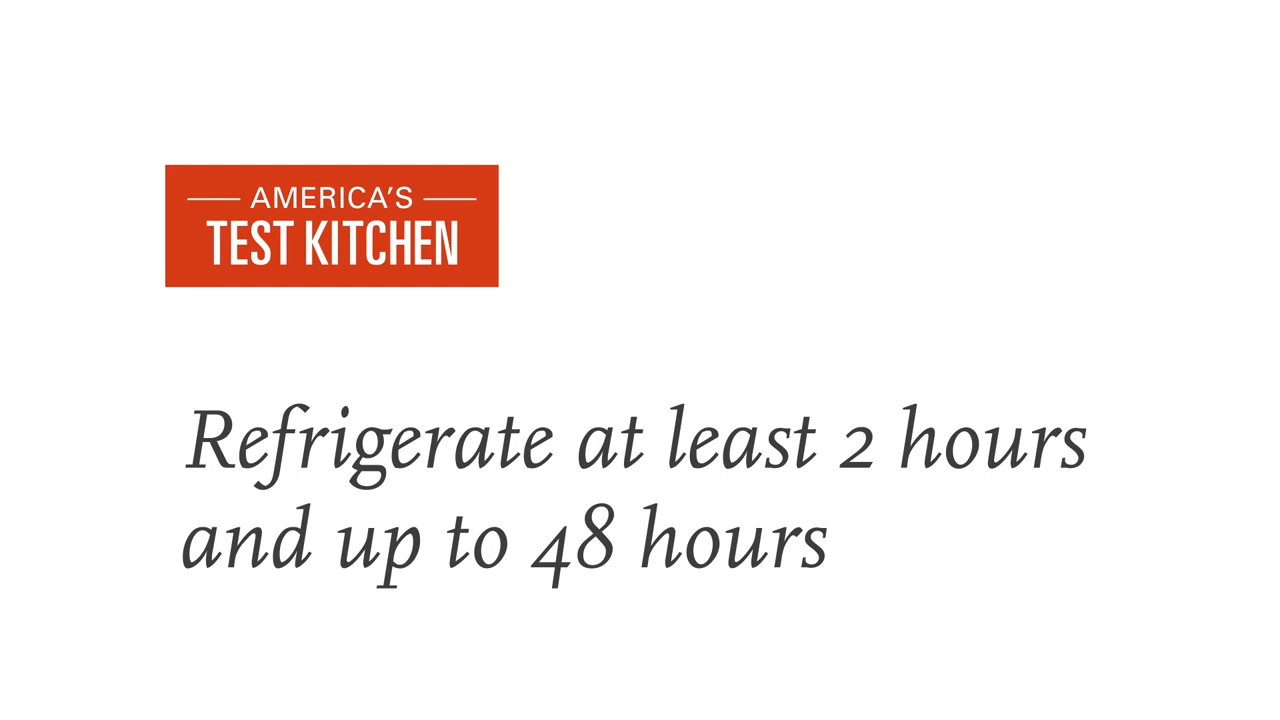 AMERICA'S
TEST KITCHEN
Refrigerate at least 2 hours
and up to 48 hours